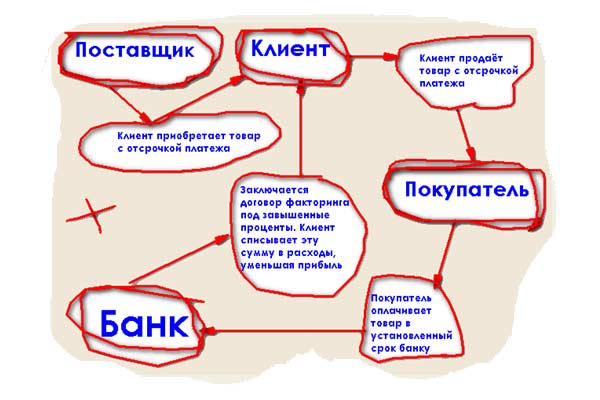 Поставщик
Клиент
Клиент продаёт
товар с отсрочкой
платежа
Клиент приобретает товар
с отсрочкой платежа
Покупатель
Заключается
договор факторинга
под завышенные
проценты. Клиент
списывает эту
сумму в расходы,
уменьшая прибыль
Покупатель
оплачивает
товар в
установленный
срок банку
Банк